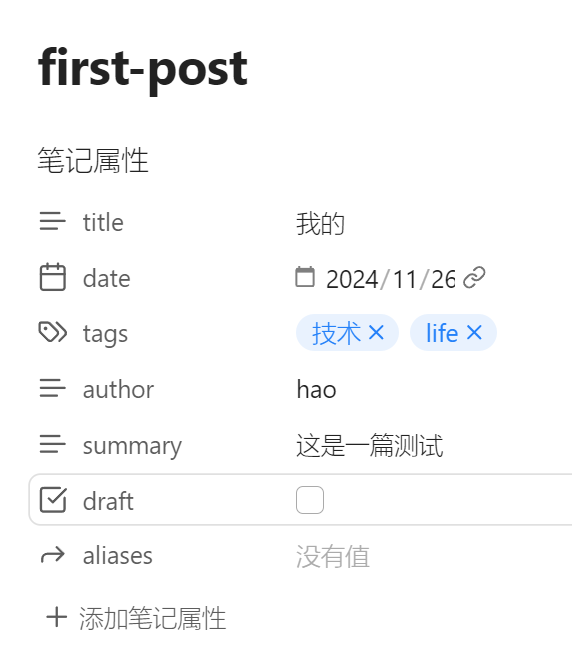 first-post
笔记属性
title 我的
date 2024/11/26
tags 技术 life
author hao
summary 这是一篇测试
draft
aliases 没有值
添加笔记属性